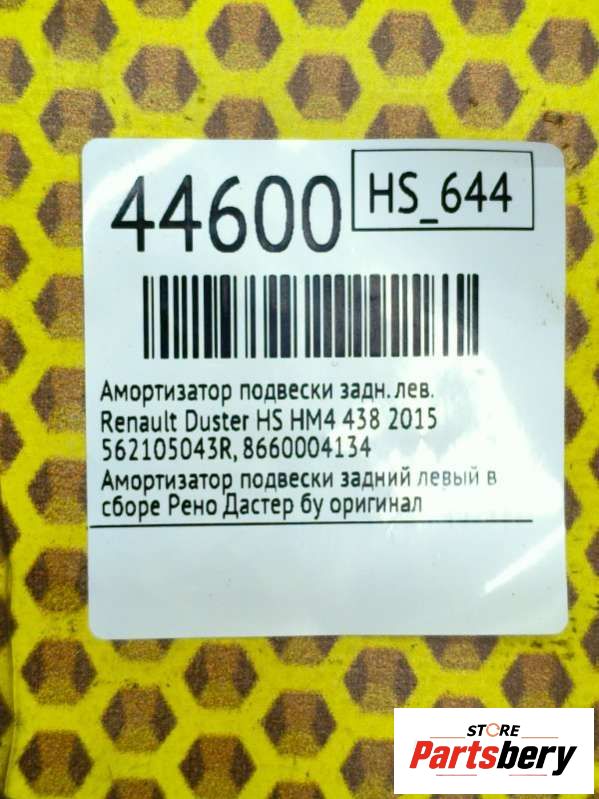 44600
HS_644
Амортизатор подвески задн. лев.
Renault Duster HS HM4 438 2015
562105043R, 8660004134
Амортизатор подвески задний левый в
сборе Рено Дастер бу оригинал
STORE
Partsbery